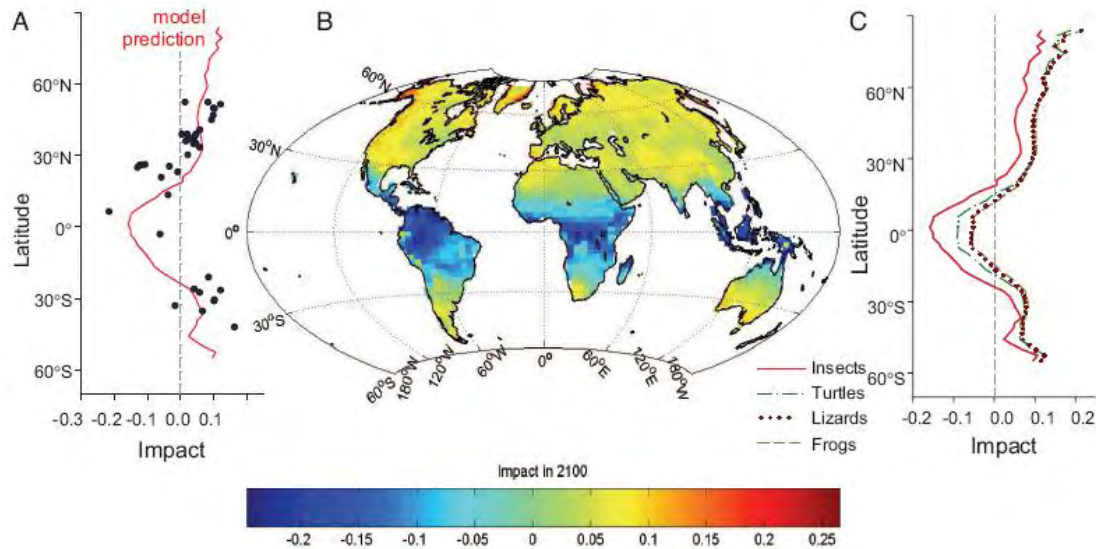 A
B
C
model
prediction
Latitude
60°N
30°N
0°
30°S
60°S
-0.3 -0.2 -0.1 0.0 0.1
Impact
60°N
30°N
0°
30°S
60°S
180°W
120°W
60°W
0°
60°E
120°E
180°W
Latitude
60°N
30°N
0°
30°S
60°S
-0.2 -0.1 0.0 0.1 0.2
Impact
Insects
Turtles
Lizards
Frogs
Impact in 2100
-0.2 -0.15 -0.1 -0.05 0 0.05 0.1 0.15 0.2 0.25